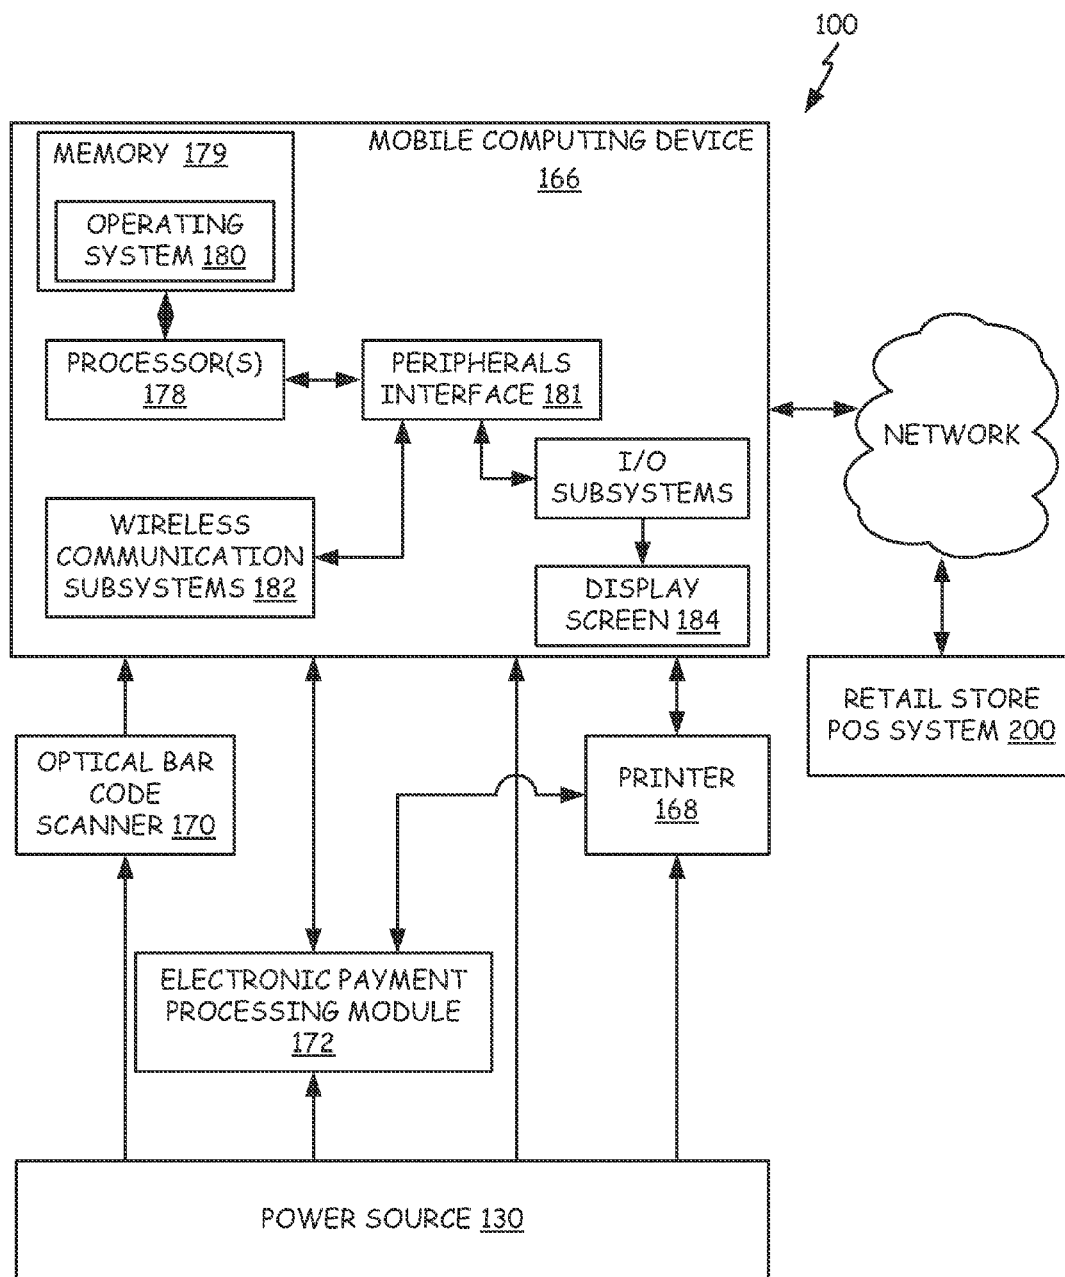 100
MEMORY 179
MOBILE COMPUTING DEVICE
166
OPERATING
SYSTEM 180
PROCESSOR(S)
178
PERIPHERALS
INTERFACE 181
NETWORK
I/O
SUBSYSTEMS
WIRELESS
COMMUNICATION
SUBSYSTEMS 182
DISPLAY
SCREEN 184
RETAIL STORE
POS SYSTEM 200
OPTICAL BAR
CODE
SCANNER 170
PRINTER
168
ELECTRONIC PAYMENT
PROCESSING MODULE
172
POWER SOURCE 130